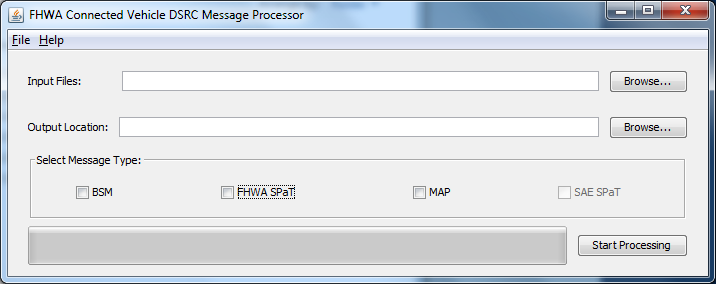 FHWA Connected Vehicle DSRC Message Processor
File Help
Input Files: Browse...
Output Location: Browse...
Select Message Type:
BSM FHWA SPaT MAP SAE SPaT
Start Processing